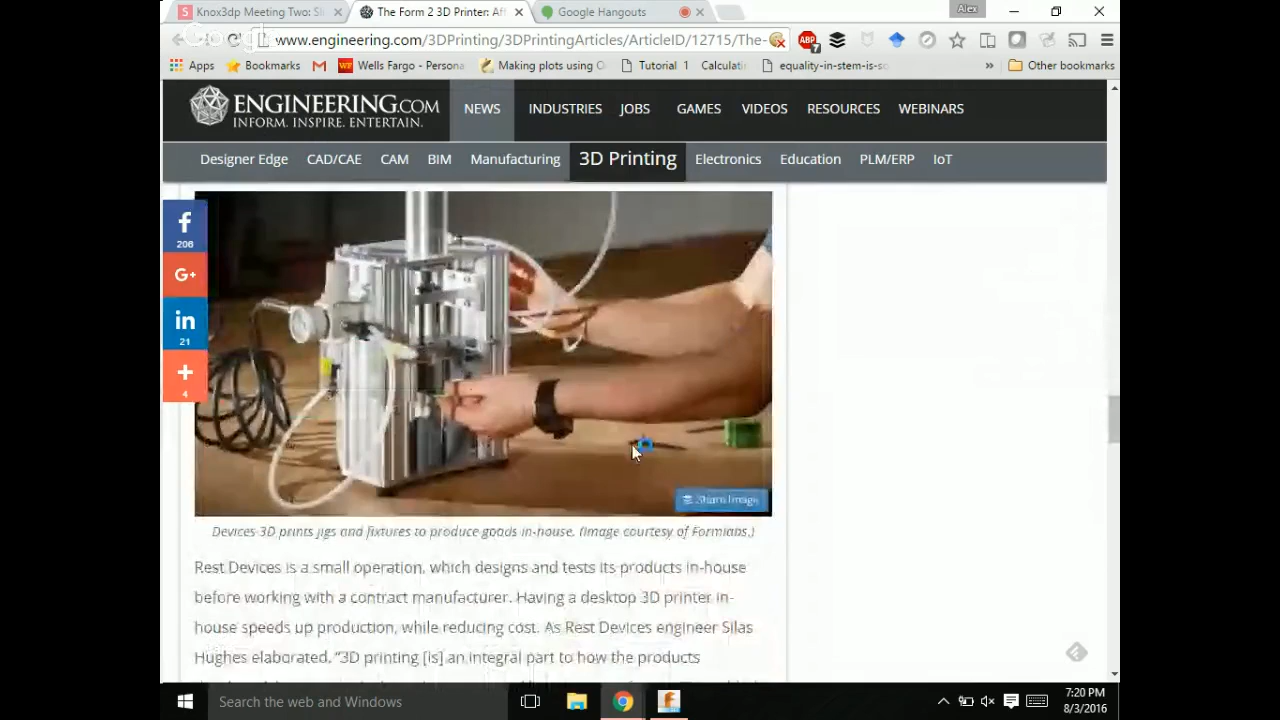 Knox3dp Meeting Two: Sl
The Form 2 3D Printer: Aff
Google Hangouts
Alex
www.engineering.com/3DPrinting/3DPrintingArticles/ArticleID/12715/The-
7
Apps
Bookmarks
Wells Fargo - Persona
Making plots using O
Tutorial 1
Calculati
equality-in-stem-is-so
»
Other bookmarks
ENGINEERING.COM
INFORM. INSPIRE. ENTERTAIN.
NEWS INDUSTRIES JOBS GAMES VIDEOS RESOURCES WEBINARS
Designer Edge CAD/CAE CAM BIM Manufacturing 3D Printing Electronics Education PLM/ERP IoT
f
206
G+
in
21
+
4
Share Image
Devices 3D prints jigs and fixtures to produce goods in-house. (Image courtesy of Formlans.)
Rest Devices is a small operation, which designs and tests its products in-house
before working with a contract manufacturer. Having a desktop 3D printer in-
house speeds up production, while reducing cost. As Rest Devices engineer Silas
Hughes elaborated. "3D printing [is] an integral part to how the products
Search the web and Windows
7:20 PM
8/3/2016